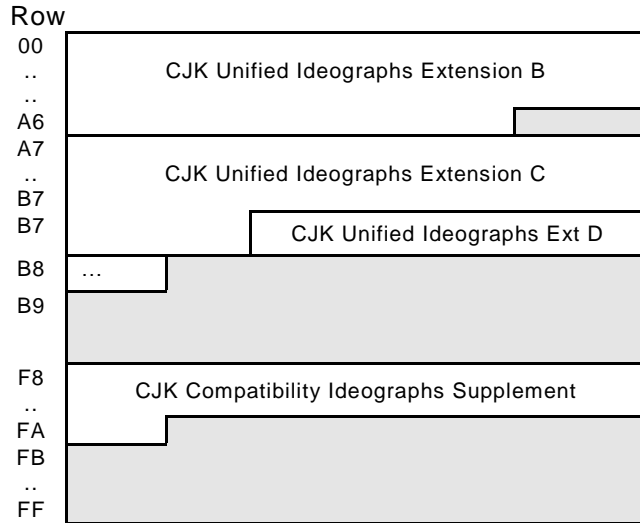 Row
00
..
CJK Unified Ideographs Extension B
..
A6
A7
..
CJK Unified Ideographs Extension C
B7
B7
CJK Unified Ideographs Ext D
B8
...
B9
F8
CJK Compatibility Ideographs Supplement
..
FA
FB
..
FF